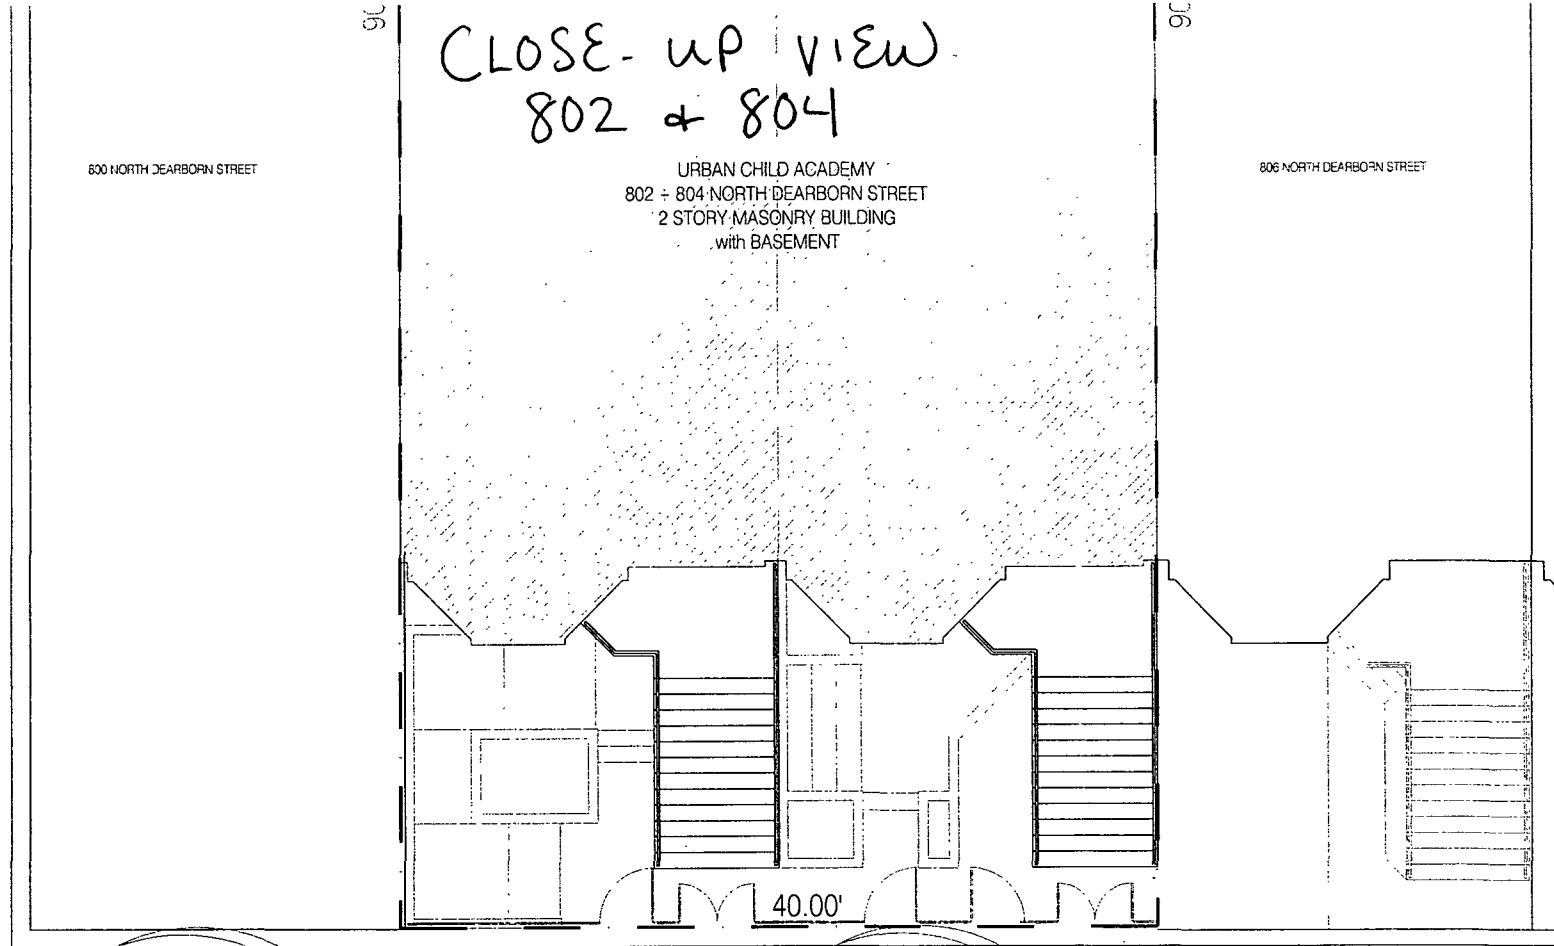 CLOSE-UP VIEW
802 & 804
800 NORTH DEARBORN STREET
URBAN CHILD ACADEMY
802 ÷ 804 NORTH DEARBORN STREET
2 STORY MASONRY BUILDING
with BASEMENT
806 NORTH DEARBORN STREET
40.00'